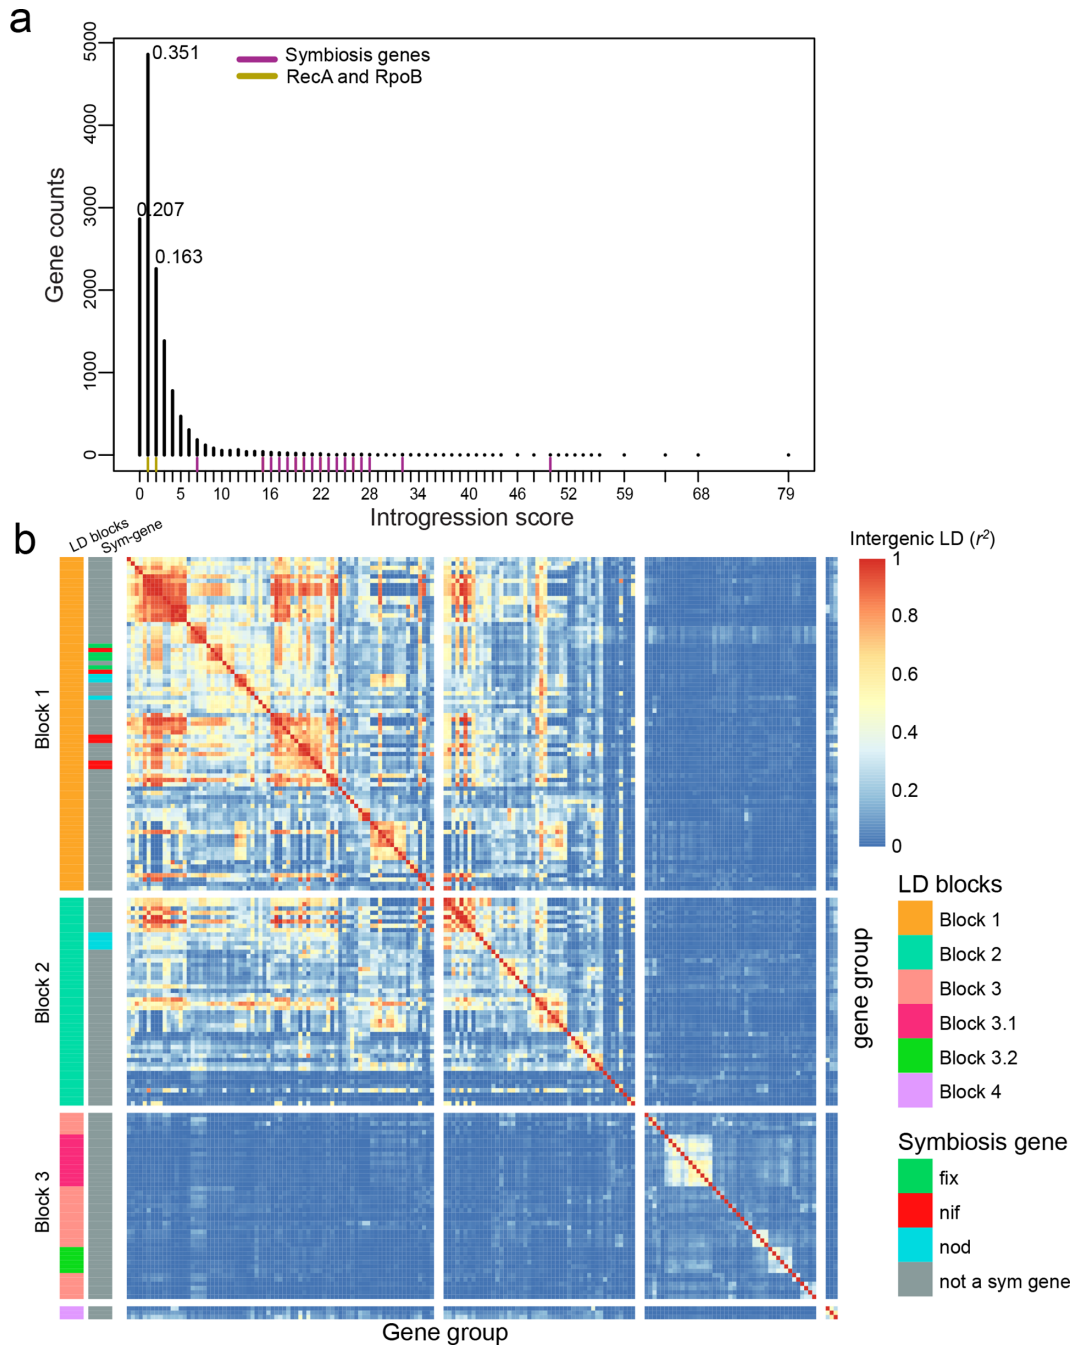 a
5000
4000
3000
2000
1000
0
Gene counts
0.351
0.207
0.163
Symbiosis genes
RecA and RpoB
0 5 10 16 22 28 34 40 46 52 59 68 79
Introgression score
b
LD blocks
Sym-gene
Block 1
Block 2
Block 3
Gene group
gene group
Intergenic LD (r²)
1
0.8
0.6
0.4
0.2
0
LD blocks
Block 1
Block 2
Block 3
Block 3.1
Block 3.2
Block 4
Symbiosis gene
fix
nif
nod
not a sym gene